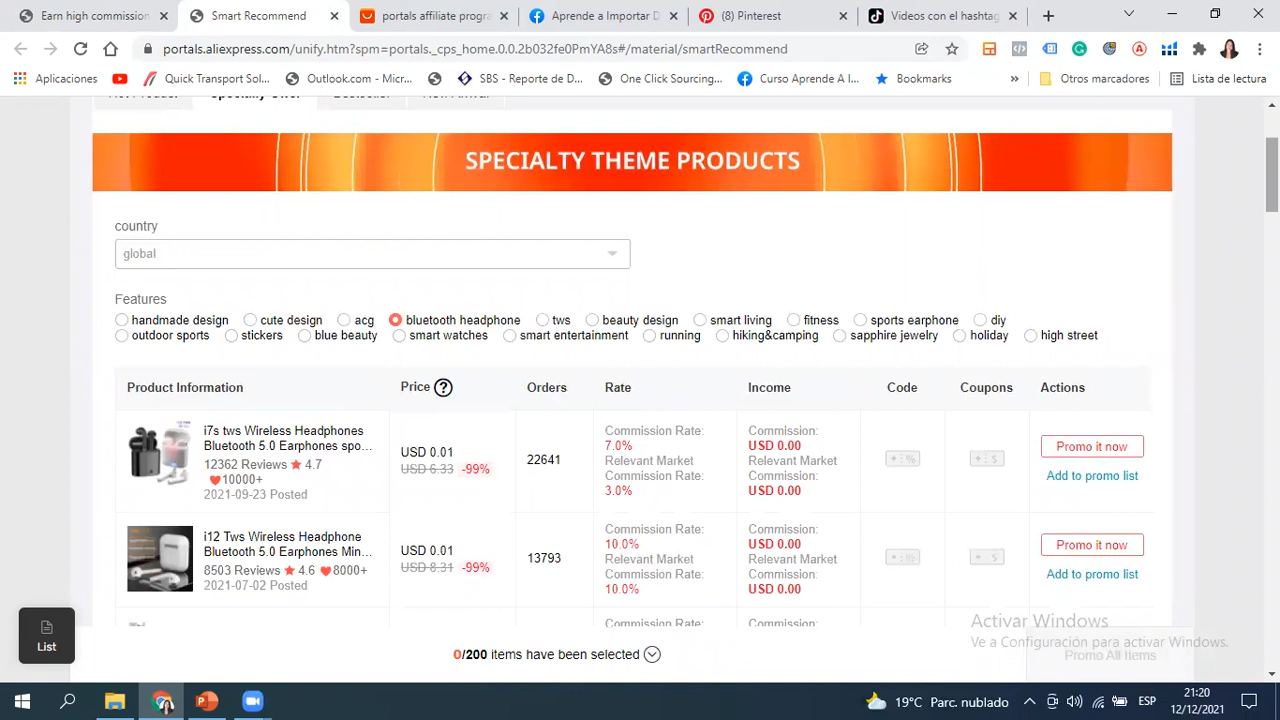 Earn high commission
Smart Recommend
portals affiliate progra
Aprende a Importar D
(8) Pinterest
Videos con el hashtag
portals.aliexpress.com/unify.htm?spm=portals._cps_home.0.0.2b032fe0PmYA8s#/material/smartRecommend
Aplicaciones
Quick Transport Sol...
Outlook.com - Micr...
SBS - Reporte de D...
One Click Sourcing...
Curso Aprende A I...
Bookmarks
»
Otros marcadores
Lista de lectura
Hot Product Specialty Offer Bestseller New Arrival
SPECIALTY THEME PRODUCTS
country
global
Features
handmade design cute design acg bluetooth headphone tws beauty design smart living fitness sports earphone diy
outdoor sports stickers blue beauty smart watches smart entertainment running hiking&camping sapphire jewelry holiday high street
Product Information Price ? Orders Rate Income Code Coupons Actions
i7s tws Wireless Headphones
Bluetooth 5.0 Earphones spo...
12362 Reviews 4.7
10000+
2021-09-23 Posted
USD 0.01
USD 6.33 -99%
22641
Commission Rate:
7.0%
Relevant Market
Commission Rate:
3.0%
Commission:
USD 0.00
Relevant Market
Commission:
USD 0.00
Promo it now
Add to promo list
i12 Tws Wireless Headphone
Bluetooth 5.0 Earphones Min...
8503 Reviews 4.6 8000+
2021-07-02 Posted
USD 0.01
USD 8.31 -99%
13793
Commission Rate:
10.0%
Relevant Market
Commission Rate:
10.0%
Commission:
USD 0.00
Relevant Market
Commission:
USD 0.00
Promo it now
Add to promo list
Commission Rate:
Commission:
List
0/200 items have been selected
Promo All Items
Activar Windows
Ve a Configuración para activar Windows.
19°C Parc. nublado
ESP
21:20
12/12/2021